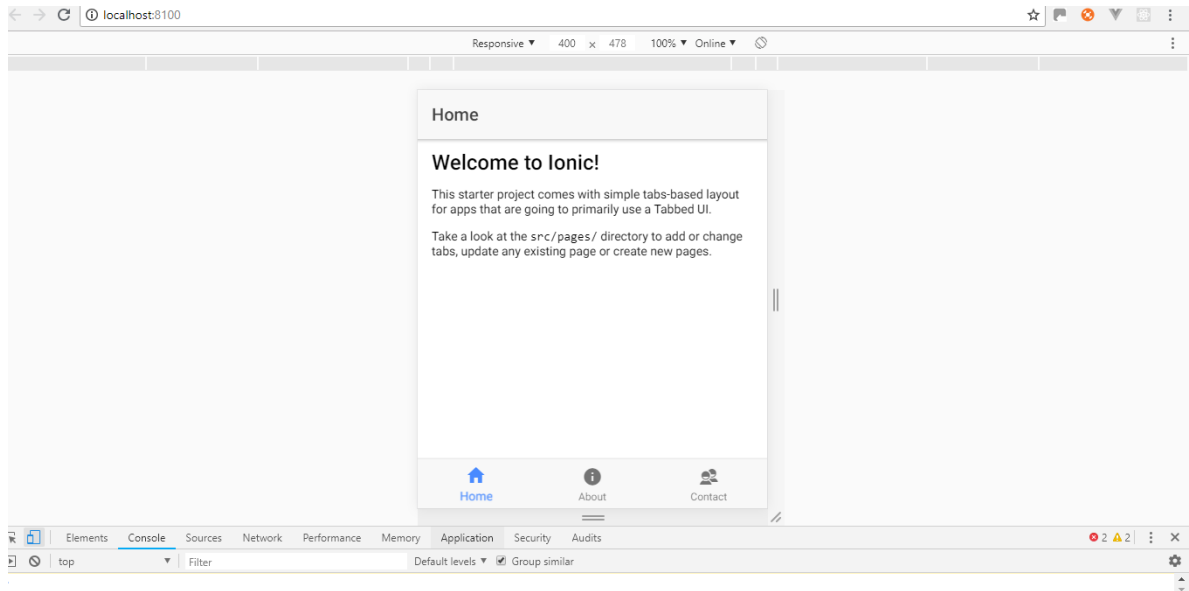 localhost:8100
Responsive ▼ 400 x 478 100% ▼ Online ▼
Home
Welcome to Ionic!
This starter project comes with simple tabs-based layout
for apps that are going to primarily use a Tabbed UI.
Take a look at the src/pages/ directory to add or change
tabs, update any existing page or create new pages.
Home About Contact
Elements Console Sources Network Performance Memory Application Security Audits 2 2
top ▼ Filter Default levels ▼ Group similar